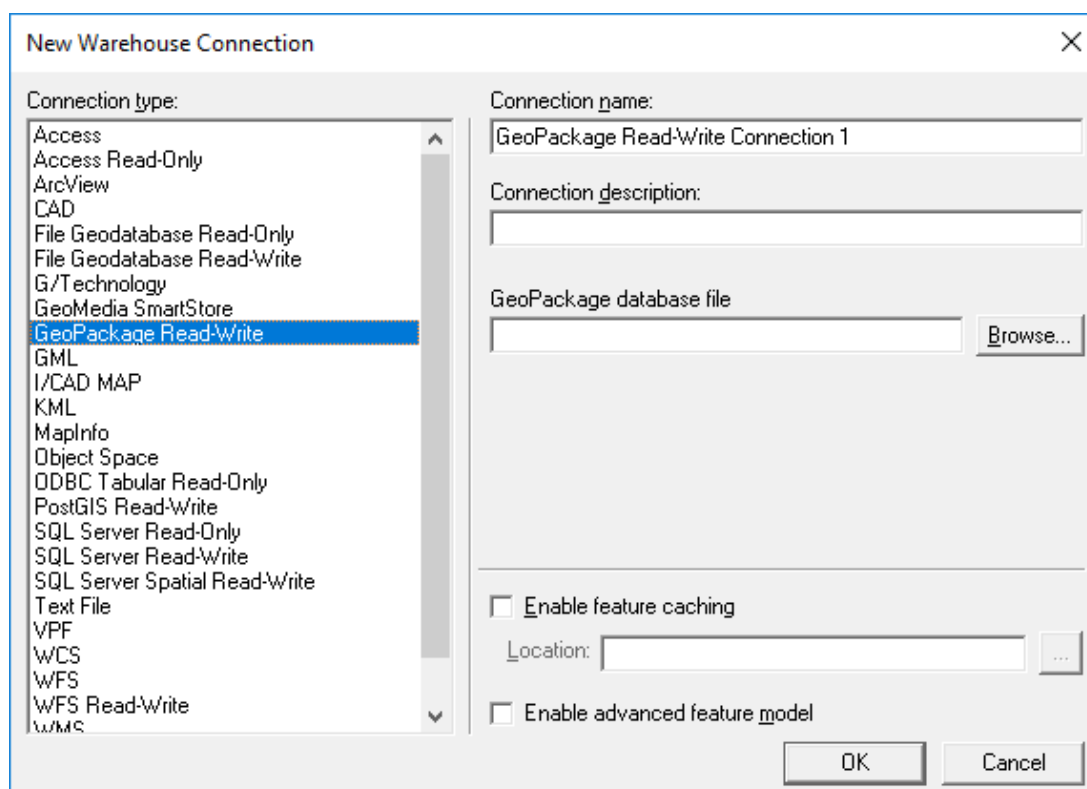 New Warehouse Connection
Connection type:
Access
Access Read-Only
ArcView
CAD
File Geodatabase Read-Only
File Geodatabase Read-Write
G/Technology
GeoMedia SmartStore
GeoPackage Read-Write
GML
I/CAD MAP
KML
MapInfo
Object Space
ODBC Tabular Read-Only
PostGIS Read-Write
SQL Server Read-Only
SQL Server Read-Write
SQL Server Spatial Read-Write
Text File
VPF
WCS
WFS
WFS Read-Write
WMS
Connection name:
GeoPackage Read-Write Connection 1
Connection description:
GeoPackage database file
Browse...
Enable feature caching
Location:
...
Enable advanced feature model
OK
Cancel